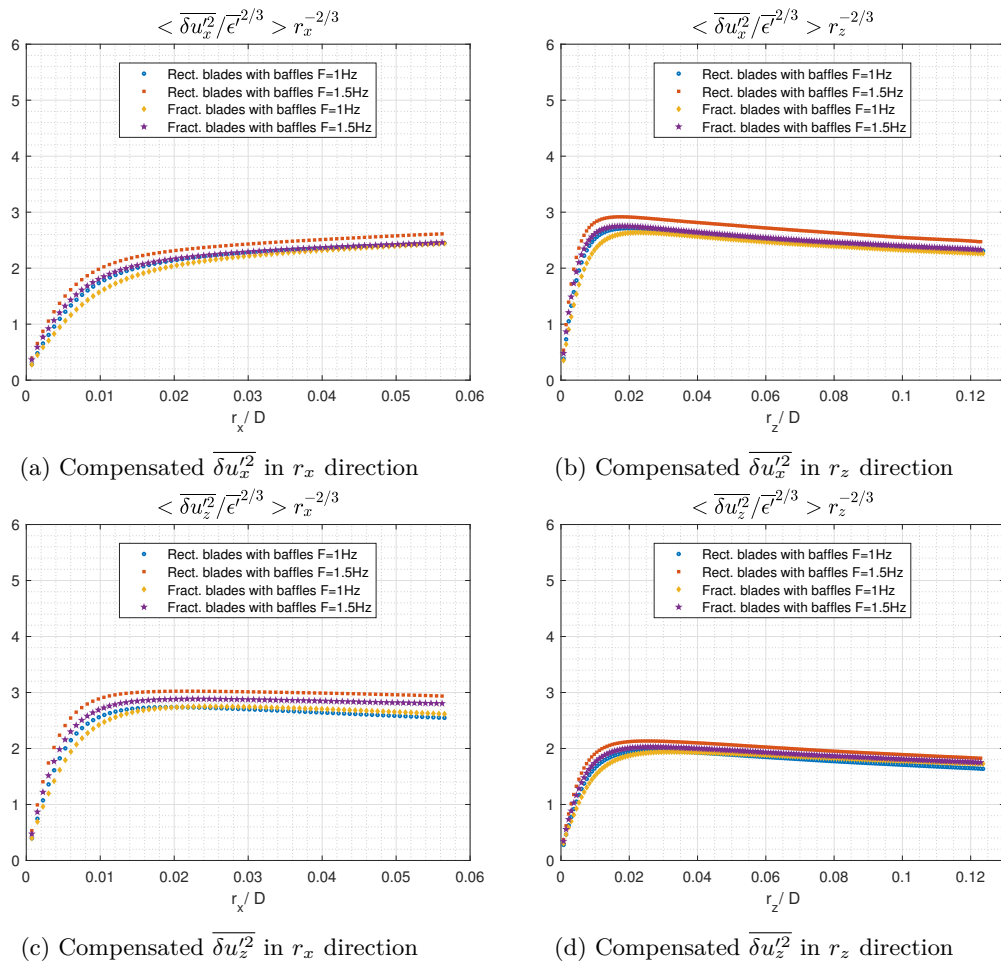 < \overline{\delta u_x'^2}/\overline{\epsilon'}^{2/3} > r_x^{-2/3}
6
5
4
3
2
1
0
Rect. blades with baffles F=1Hz
Rect. blades with baffles F=1.5Hz
Fract. blades with baffles F=1Hz
Fract. blades with baffles F=1.5Hz
0 0.01 0.02 0.03 0.04 0.05 0.06
r_x/ D
(a) Compensated \overline{\delta u_x'^2} in r_x direction
< \overline{\delta u_x'^2}/\overline{\epsilon'}^{2/3} > r_z^{-2/3}
6
5
4
3
2
1
0
Rect. blades with baffles F=1Hz
Rect. blades with baffles F=1.5Hz
Fract. blades with baffles F=1Hz
Fract. blades with baffles F=1.5Hz
0 0.02 0.04 0.06 0.08 0.1 0.12
r_z/ D
(b) Compensated \overline{\delta u_x'^2} in r_z direction
< \overline{\delta u_z'^2}/\overline{\epsilon'}^{2/3} > r_x^{-2/3}
6
5
4
3
2
1
0
Rect. blades with baffles F=1Hz
Rect. blades with baffles F=1.5Hz
Fract. blades with baffles F=1Hz
Fract. blades with baffles F=1.5Hz
0 0.01 0.02 0.03 0.04 0.05 0.06
r_x/ D
(c) Compensated \overline{\delta u_z'^2} in r_x direction
< \overline{\delta u_z'^2}/\overline{\epsilon'}^{2/3} > r_z^{-2/3}
6
5
4
3
2
1
0
Rect. blades with baffles F=1Hz
Rect. blades with baffles F=1.5Hz
Fract. blades with baffles F=1Hz
Fract. blades with baffles F=1.5Hz
0 0.02 0.04 0.06 0.08 0.1 0.12
r_z/ D
(d) Compensated \overline{\delta u_z'^2} in r_z direction